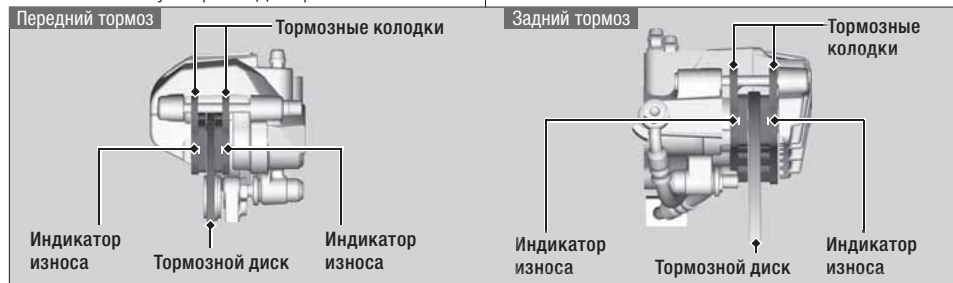 Передний тормоз
Тормозные колодки
Индикатор
износа
Тормозной диск
Индикатор
износа
Задний тормоз
Тормозные
колодки
Индикатор
износа
Тормозной диск
Индикатор
износа